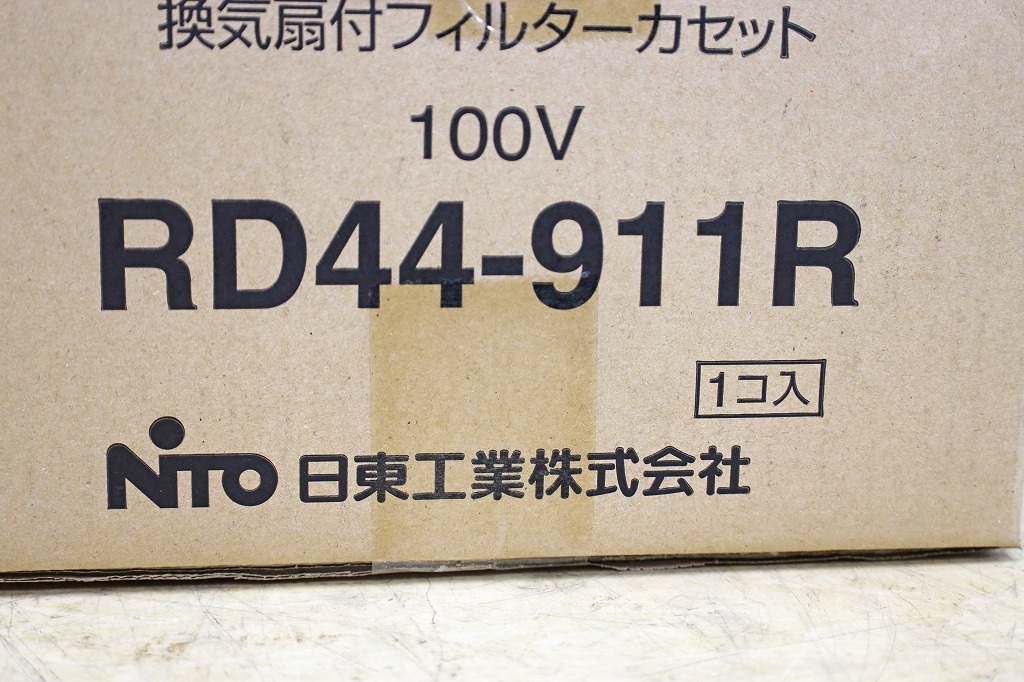 換気扇付フィルターカセット
100V
RD44-911R
1コ入
NITO 日東工業株式会社